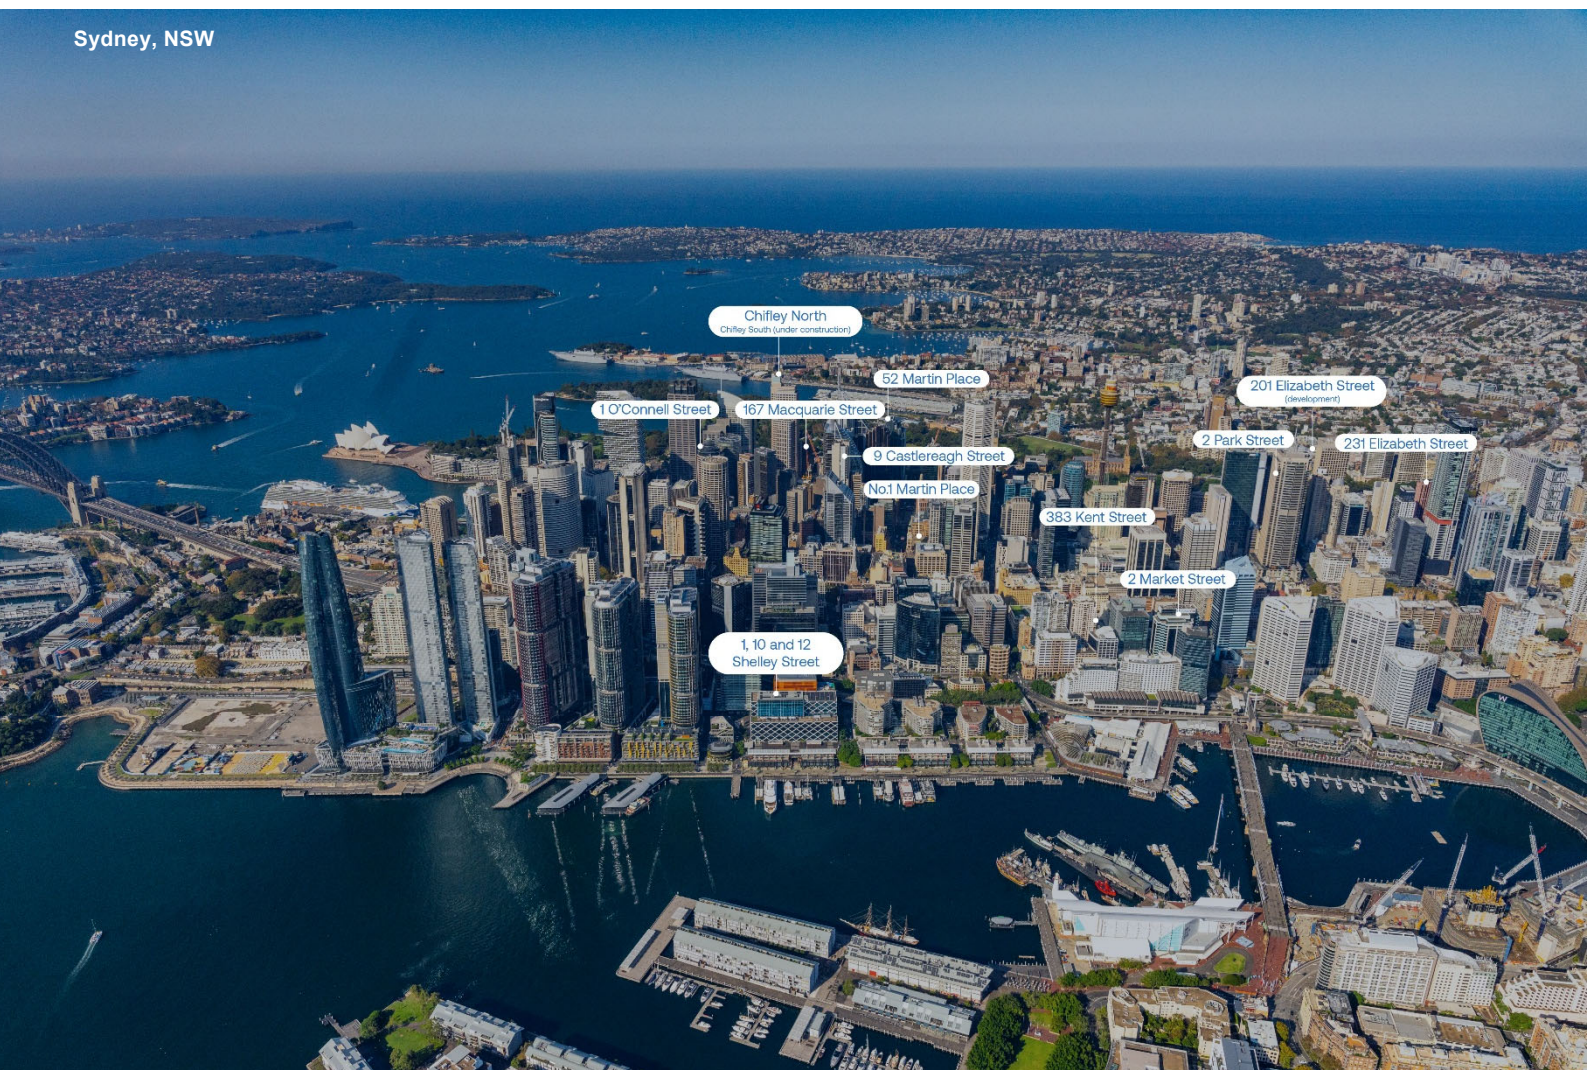 Sydney, NSW
Chifley North
Chifley South (under construction)
52 Martin Place
201 Elizabeth Street
(development)
1 O'Connell Street
167 Macquarie Street
2 Park Street
231 Elizabeth Street
9 Castlereagh Street
No.1 Martin Place
383 Kent Street
2 Market Street
1, 10 and 12
Shelley Street
W